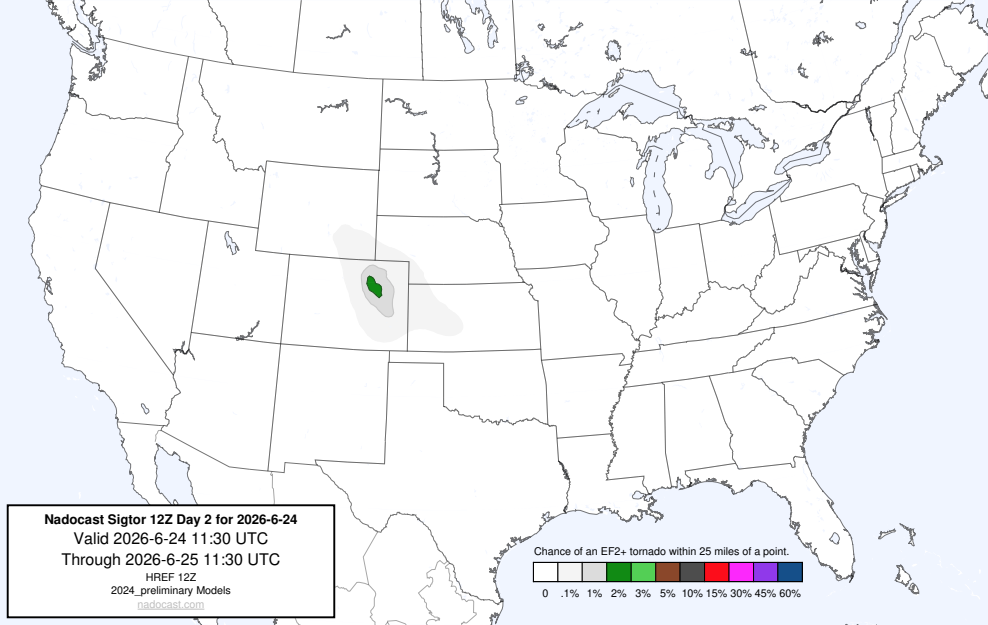 Nadocast Sigtor 12Z Day 2 for 2026-6-24
Valid 2026-6-24 11:30 UTC
Through 2026-6-25 11:30 UTC
HREF 12Z
2024_preliminary Models
nadocast.com
Chance of an EF2+ tornado within 25 miles of a point.
0 .1% 1% 2% 3% 5% 10% 15% 30% 45% 60%